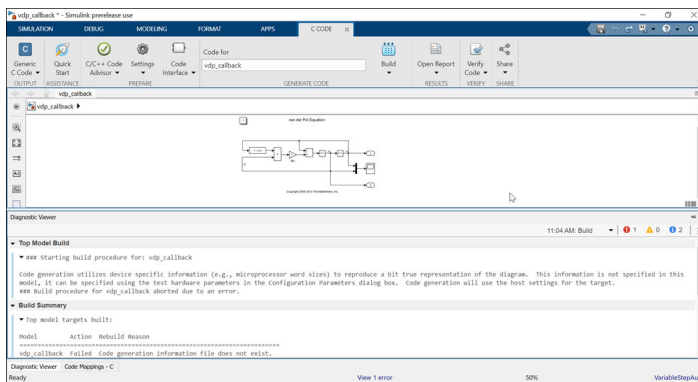 vdp_callback * - Simulink prerelease use
SIMULATION DEBUG MODELING FORMAT APPS C CODE
Generic C Code
Quick Start
C/C++ Code Advisor
Settings
Code Interface
Code for
vdp_callback
Build
Open Report
Verify Code
Share
OUTPUT ASSISTANCE PREPARE GENERATE CODE RESULTS VERIFY SHARE
vdp_callback
vdp_callback
van der Pol Equation
Diagnostic Viewer
11:04 AM: Build 1 0 2
Top Model Build
### Starting build procedure for: vdp_callback
Code generation utilizes device specific information (e.g., microprocessor word sizes) to reproduce a bit true representation of the diagram. This information is not specified in this
model, it can be specified using the test hardware parameters in the Configuration Parameters dialog box. Code generation will use the host settings for the target.
### Build procedure for vdp_callback aborted due to an error.
Build Summary
Top model targets built:
Model Action Rebuild Reason
================================================================
vdp_callback Failed Code generation information file does not exist.
Diagnostic Viewer Code Mappings - C
Ready View 1 error 50% VariableStepAu